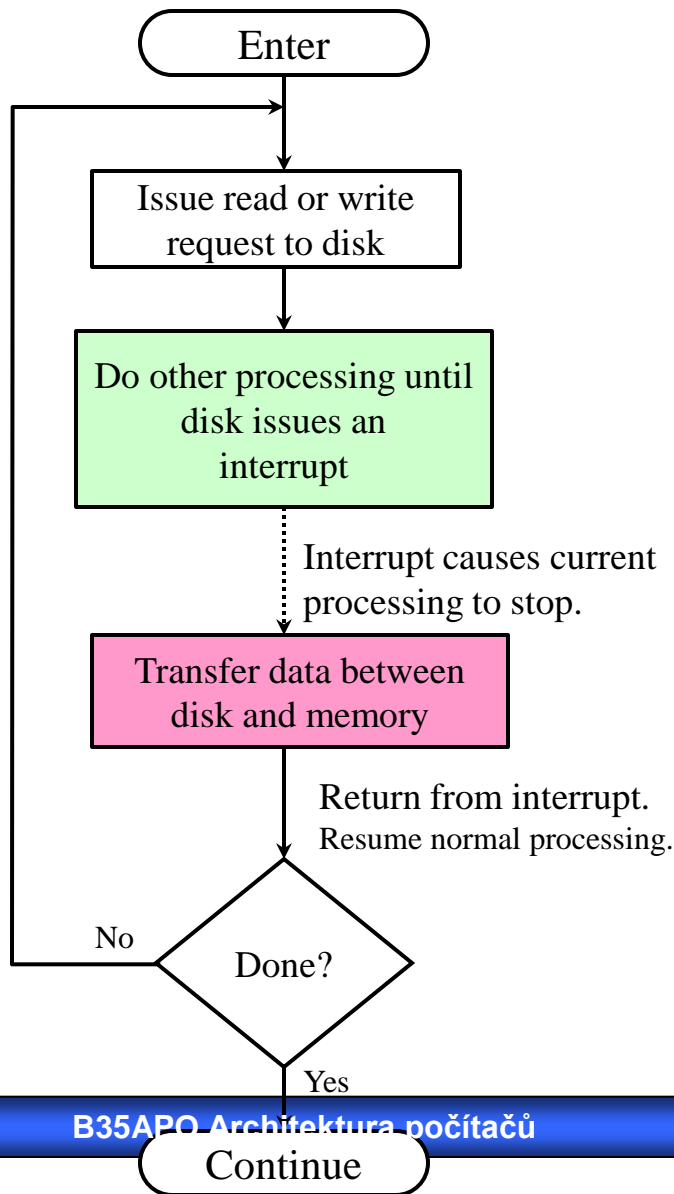 Enter
Issue read or write
request to disk
Do other processing until
disk issues an
interrupt
Interrupt causes current
processing to stop.
Transfer data between
disk and memory
Return from interrupt.
Resume normal processing.
No
Done?
Yes
B35APO Architektura počítačů
Continue